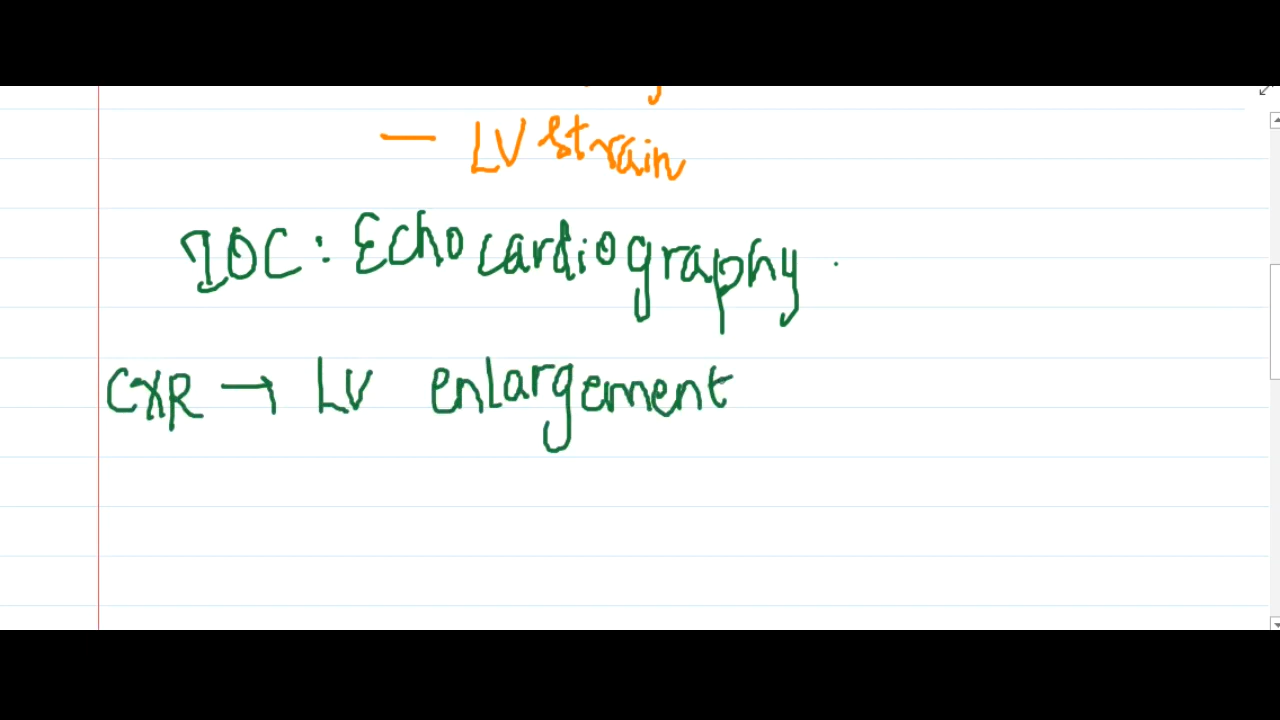 — LV strain
IOC : Echocardiography
CXR → LV enlargement